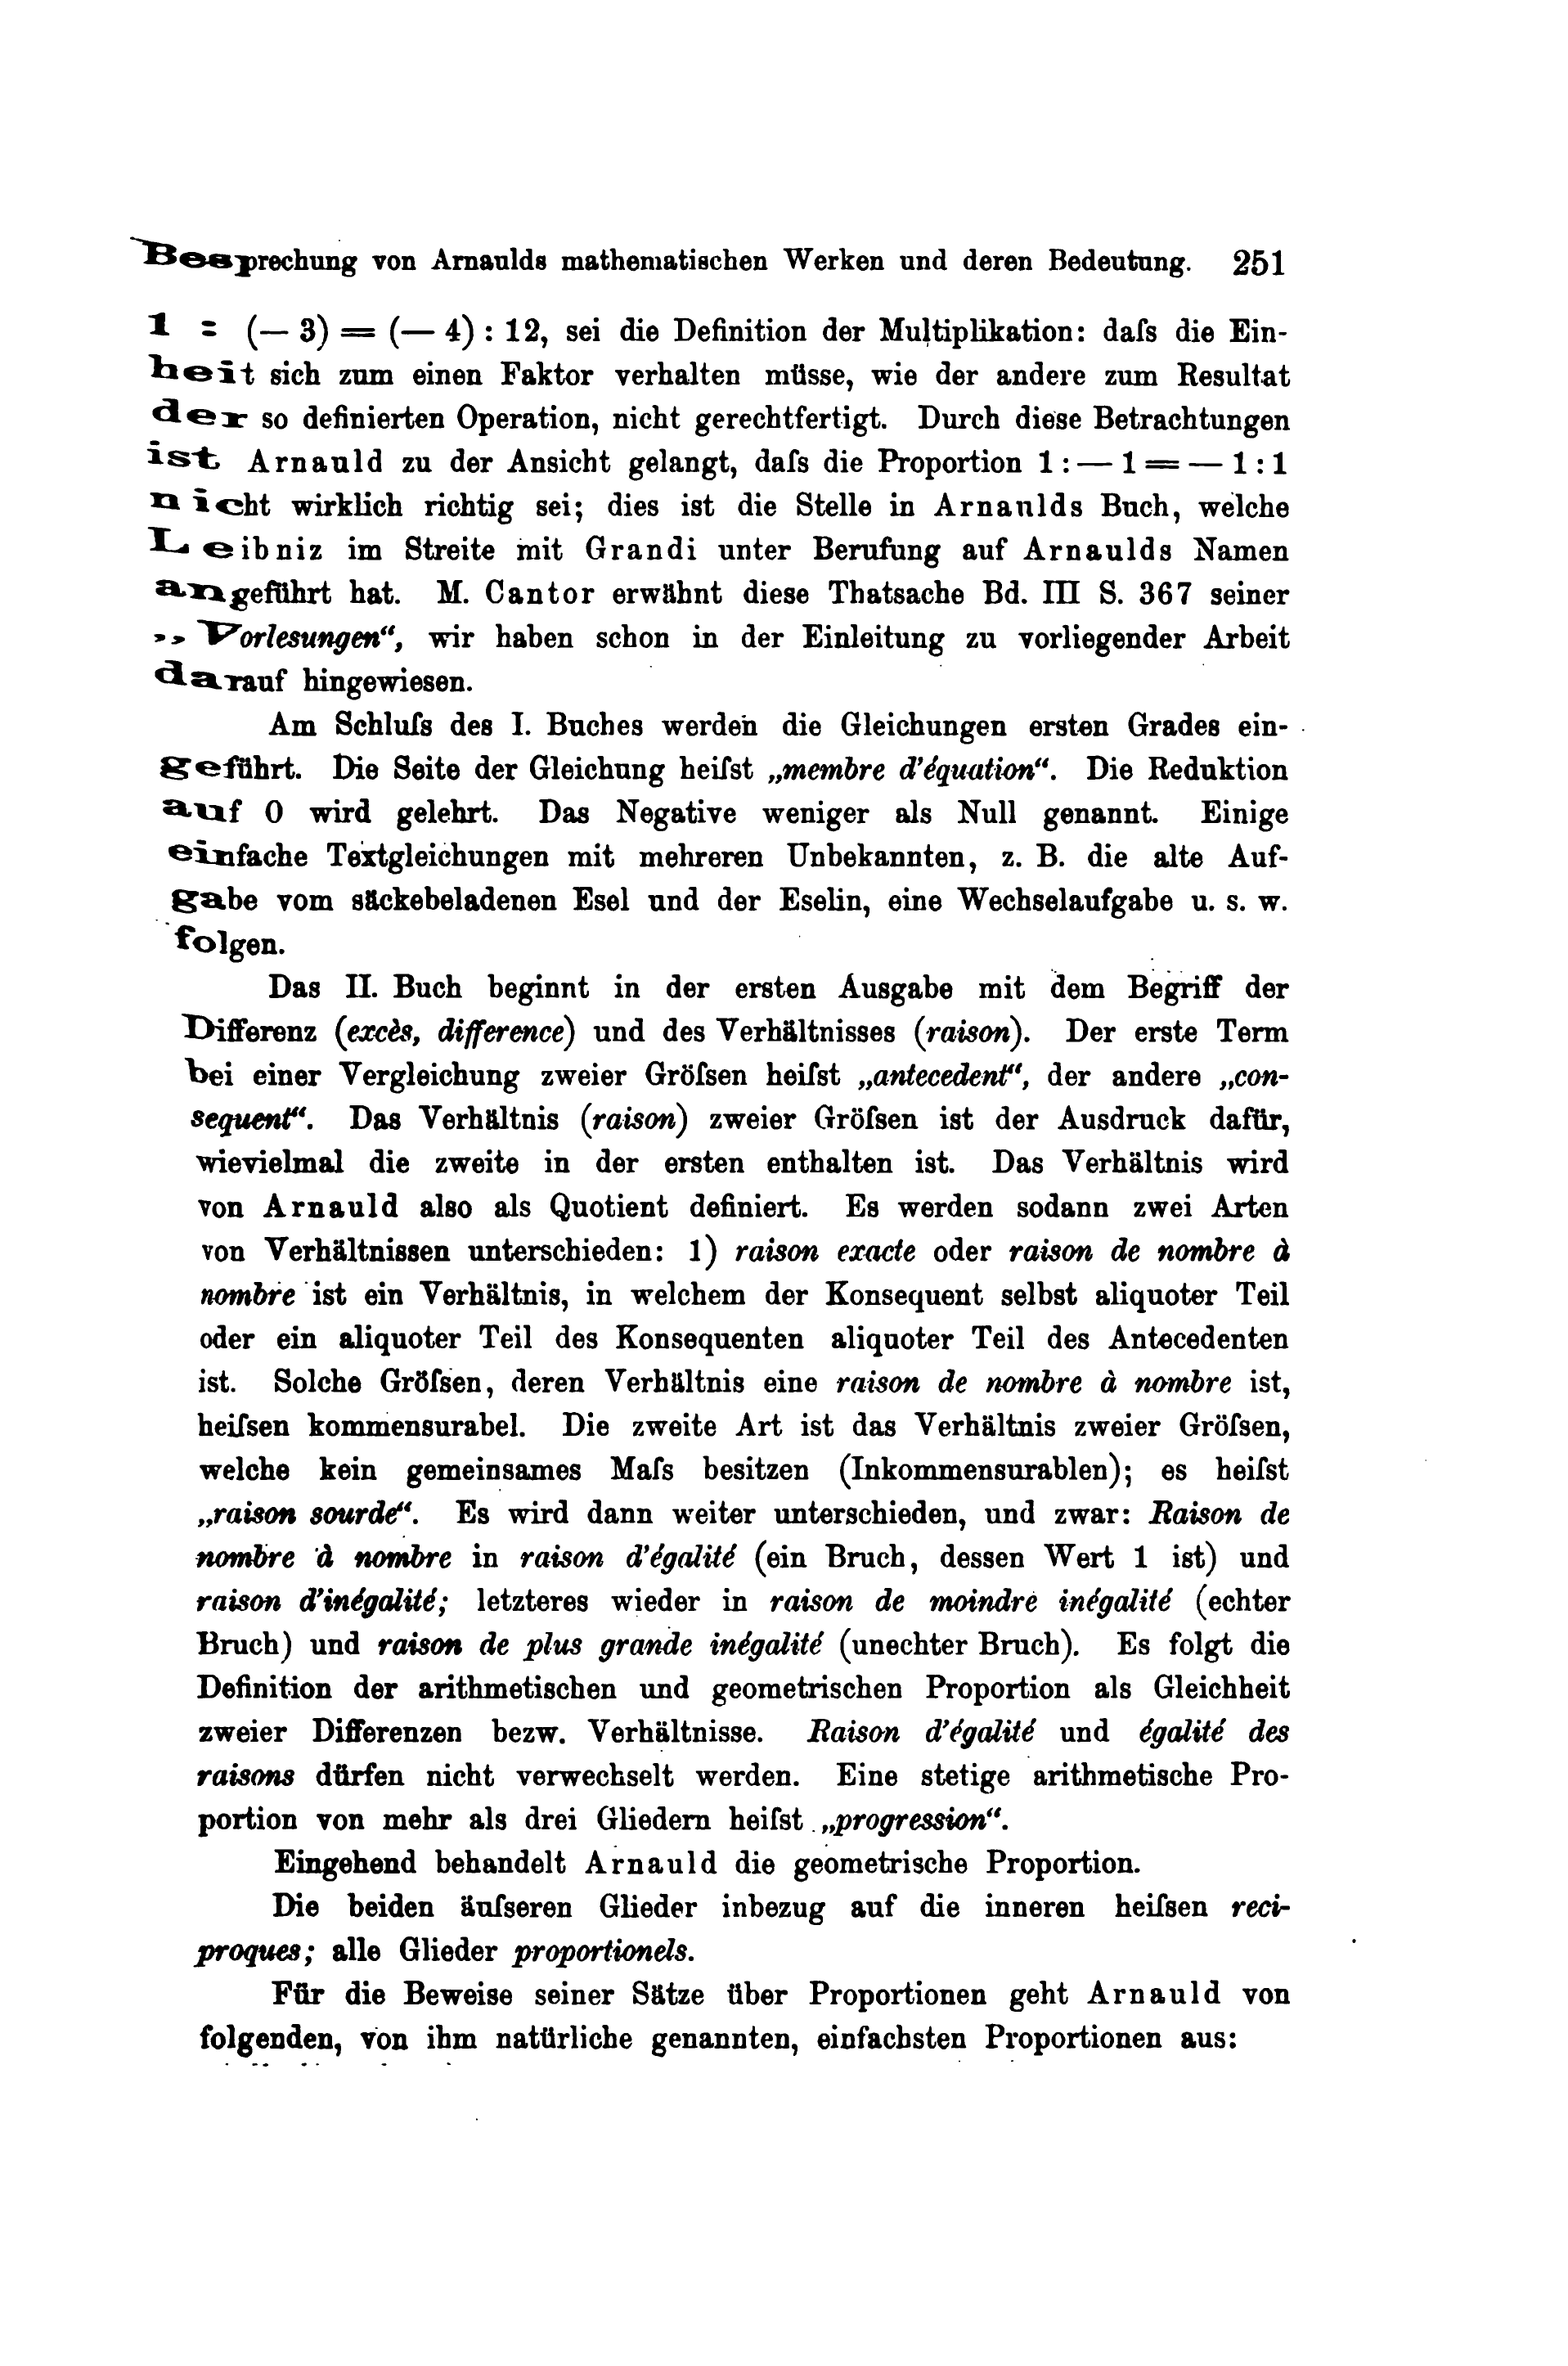 Besprechung von Arnaulds mathematischen Werken und deren Bedeutung. 251
1 : (— 3) = (— 4) : 12, sei die Definition der Multiplikation: daſs die Ein-
heit sich zum einen Faktor verhalten müsse, wie der andere zum Resultat
der so definierten Operation, nicht gerechtfertigt. Durch diese Betrachtungen
ist Arnauld zu der Ansicht gelangt, daſs die Proportion 1 : — 1 = — 1 : 1
nicht wirklich richtig sei; dies ist die Stelle in Arnaulds Buch, welche
Leibniz im Streite mit Grandi unter Berufung auf Arnaulds Namen
angeführt hat. M. Cantor erwähnt diese Thatsache Bd. III S. 367 seiner
„Vorlesungen“, wir haben schon in der Einleitung zu vorliegender Arbeit
darauf hingewiesen.
Am Schluſs des I. Buches werden die Gleichungen ersten Grades ein-
geführt. Die Seite der Gleichung heiſst „membre d’équation“. Die Reduktion
auf 0 wird gelehrt. Das Negative weniger als Null genannt. Einige
einfache Textgleichungen mit mehreren Unbekannten, z. B. die alte Auf-
gabe vom säckebeladenen Esel und der Eselin, eine Wechselaufgabe u. s. w.
folgen.
Das II. Buch beginnt in der ersten Ausgabe mit dem Begriff der
Differenz (excès, difference) und des Verhältnisses (raison). Der erste Term
bei einer Vergleichung zweier Gröſsen heiſst „antecedent“, der andere „con-
sequent“. Das Verhältnis (raison) zweier Gröſsen ist der Ausdruck dafür,
wievielmal die zweite in der ersten enthalten ist. Das Verhältnis wird
von Arnauld also als Quotient definiert. Es werden sodann zwei Arten
von Verhältnissen unterschieden: 1) raison exacte oder raison de nombre à
nombre ist ein Verhältnis, in welchem der Konsequent selbst aliquoter Teil
oder ein aliquoter Teil des Konsequenten aliquoter Teil des Antecedenten
ist. Solche Gröſsen, deren Verhältnis eine raison de nombre à nombre ist,
heiſsen kommensurabel. Die zweite Art ist das Verhältnis zweier Gröſsen,
welche kein gemeinsames Maſs besitzen (Inkommensurablen); es heiſst
„raison sourde“. Es wird dann weiter unterschieden, und zwar: Raison de
nombre à nombre in raison d’égalité (ein Bruch, dessen Wert 1 ist) und
raison d’inégalité; letzteres wieder in raison de moindre inégalité (echter
Bruch) und raison de plus grande inégalité (unechter Bruch). Es folgt die
Definition der arithmetischen und geometrischen Proportion als Gleichheit
zweier Differenzen bezw. Verhältnisse. Raison d’égalité und égalité des
raisons dürfen nicht verwechselt werden. Eine stetige arithmetische Pro-
portion von mehr als drei Gliedern heiſst „progression“.
Eingehend behandelt Arnauld die geometrische Proportion.
Die beiden äuſseren Glieder inbezug auf die inneren heiſsen reci-
proques; alle Glieder proportionels.
Für die Beweise seiner Sätze über Proportionen geht Arnauld von
folgenden, von ihm natürliche genannten, einfachsten Proportionen aus: